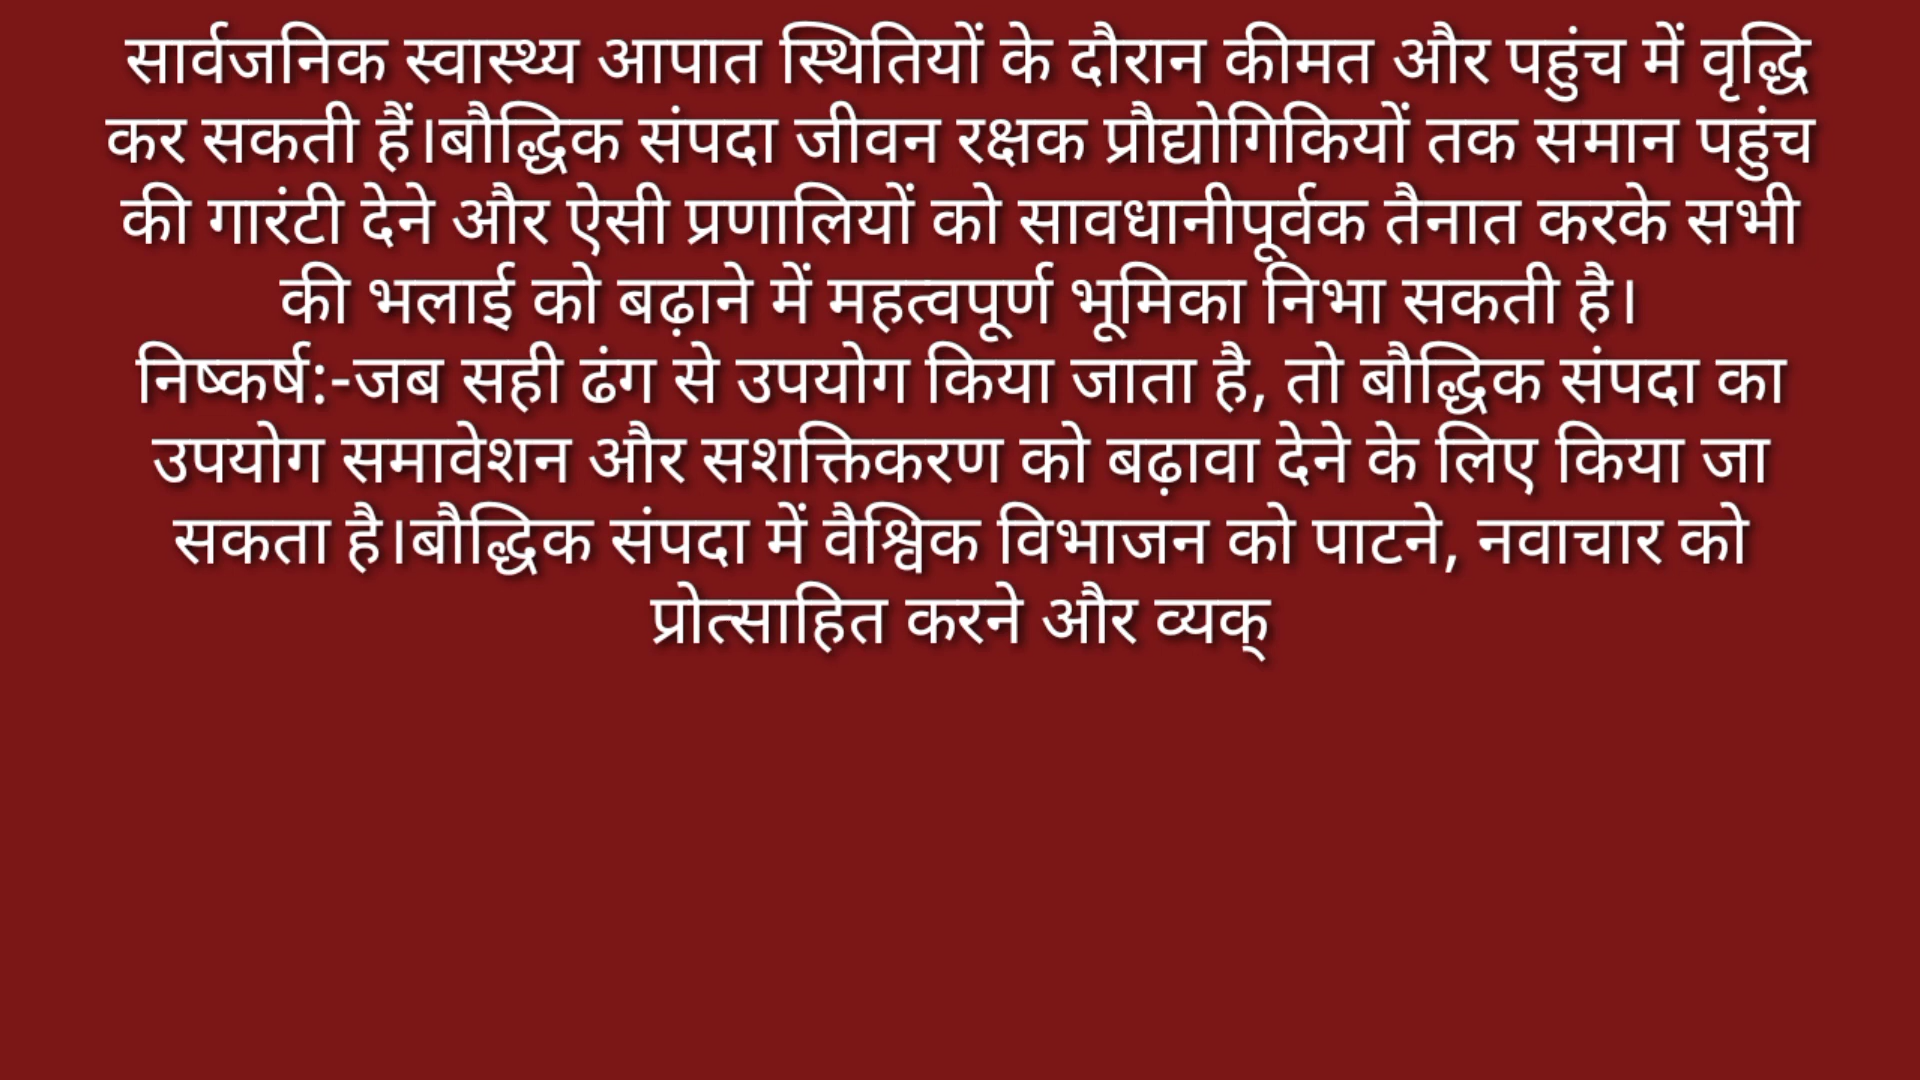 सार्वजनिक स्वास्थ्य आपात स्थितियों के दौरान कीमत और पहुंच में वृद्धि
कर सकती हैं।बौद्धिक संपदा जीवन रक्षक प्रौद्योगिकियों तक समान पहुंच
की गारंटी देने और ऐसी प्रणालियों को सावधानीपूर्वक तैनात करके सभी
की भलाई को बढ़ाने में महत्वपूर्ण भूमिका निभा सकती है।
निष्कर्ष:-जब सही ढंग से उपयोग किया जाता है, तो बौद्धिक संपदा का
उपयोग समावेशन और सशक्तिकरण को बढ़ावा देने के लिए किया जा
सकता है।बौद्धिक संपदा में वैश्विक विभाजन को पाटने, नवाचार को
प्रोत्साहित करने और व्यक्